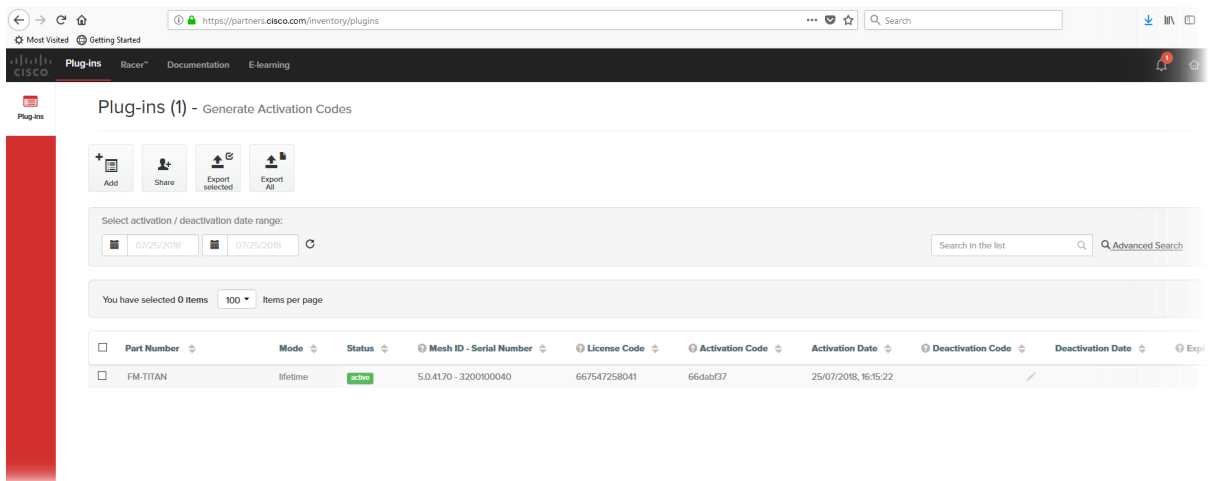 https://partners.cisco.com/inventory/plugins
Search
Most Visited Getting Started
CISCO Plug-ins Racer™ Documentation E-learning 1
Plug-ins
Plug-ins (1) - Generate Activation Codes
Add Share Export selected Export All
Select activation / deactivation date range:
07/25/2018 07/25/2018 Search in the list Advanced Search
You have selected 0 items 100 Items per page
Part Number Mode Status Mesh ID - Serial Number License Code Activation Code Activation Date Deactivation Code Deactivation Date Expi
FM-TITAN lifetime active 5.0.41.70 - 3200100040 667547258041 66dabf37 25/07/2018, 16:15:22